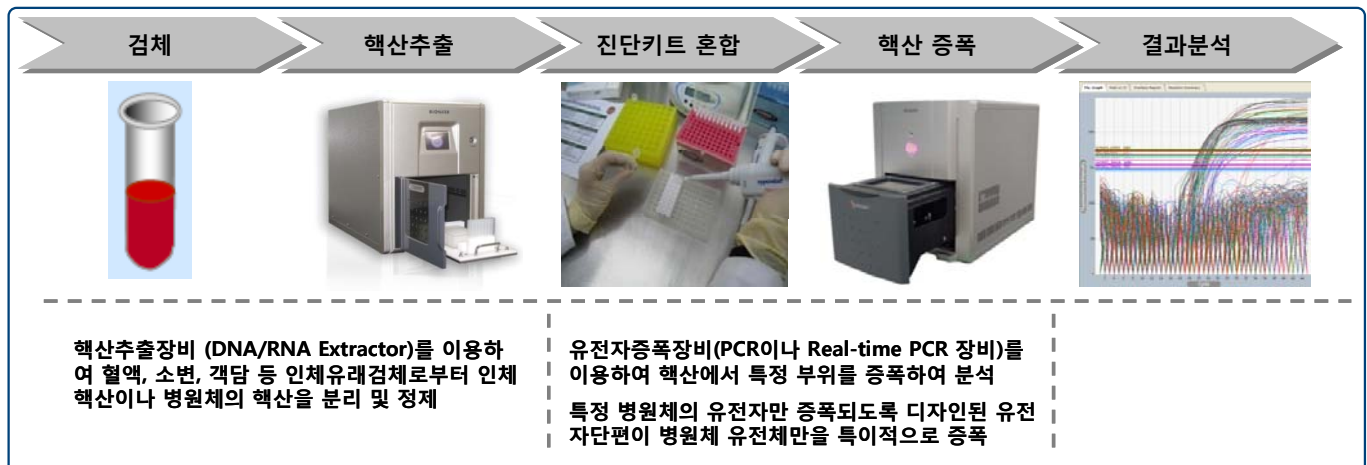 검체
핵산추출
진단키트 혼합
핵산 증폭
결과분석
핵산추출장비 (DNA/RNA Extractor)를 이용하
여 혈액, 소변, 객담 등 인체유래검체로부터 인체
핵산이나 병원체의 핵산을 분리 및 정제
유전자증폭장비(PCR이나 Real-time PCR 장비)를
이용하여 핵산에서 특정 부위를 증폭하여 분석
특정 병원체의 유전자만 증폭되도록 디자인된 유전
자단편이 병원체 유전체만을 특이적으로 증폭